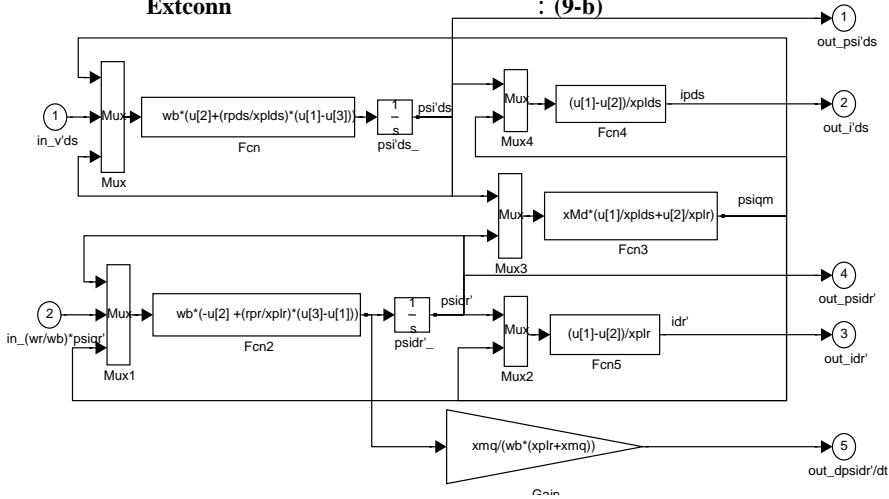 Extconn : (9-b)
1
out_psi'ds
Mux
1
in_v'ds
wb*(u[2]+(rpds/xplds)*(u[1]-u[3]))
Fcn
1
s
psi'ds_
psi'ds
Mux
Mux
Mux4
(u[1]-u[2])/xplds
Fcn4
ipds
2
out_i'ds
Mux
Mux3
xMd*(u[1]/xplds+u[2]/xplr)
Fcn3
psiqm
4
out_psidr'
2
in_(wr/wb)*psiqr'
Mux
Mux1
wb*(-u[2] +(rpr/xplr)*(u[3]-u[1]))
Fcn2
1
s
psidr'_
psidr'
Mux
Mux2
(u[1]-u[2])/xplr
Fcn5
idr'
3
out_idr'
xmq/(wb*(xplr+xmq))
Gain
5
out_dpsidr'/dt